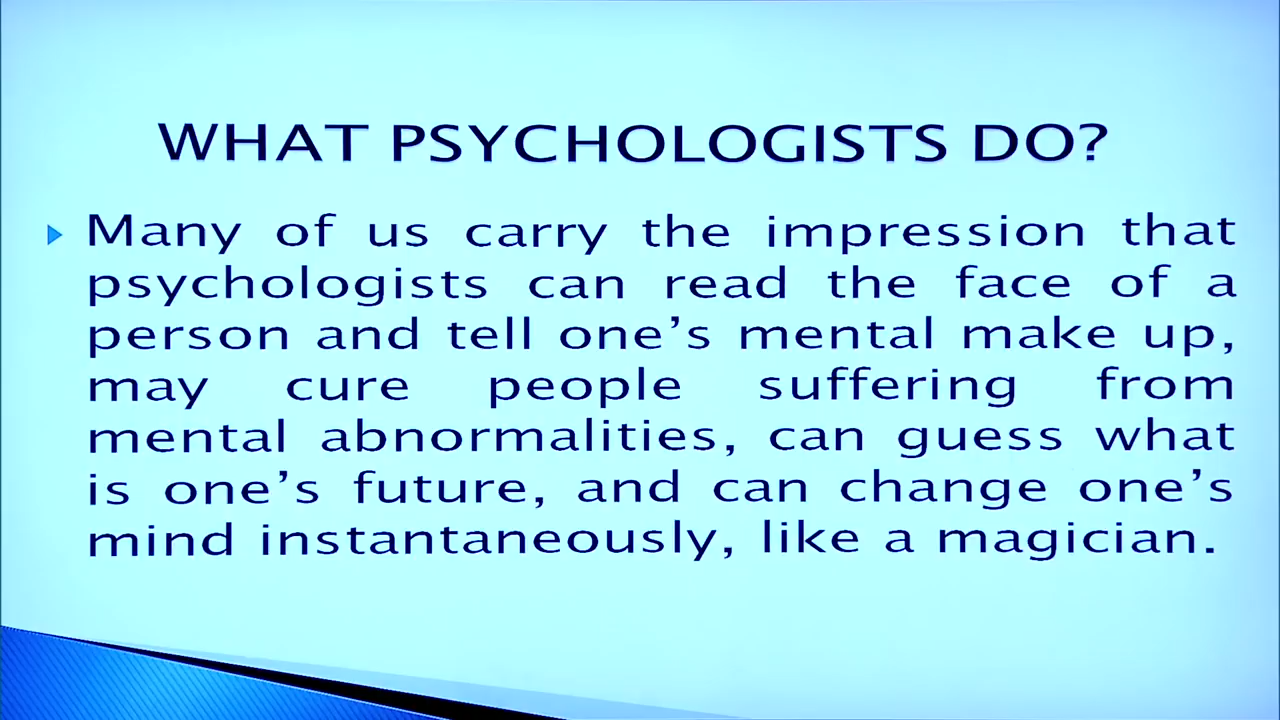 WHAT PSYCHOLOGISTS DO?
Many of us carry the impression that
psychologists can read the face of a
person and tell one’s mental make up,
may cure people suffering from
mental abnormalities, can guess what
is one’s future, and can change one’s
mind instantaneously, like a magician.